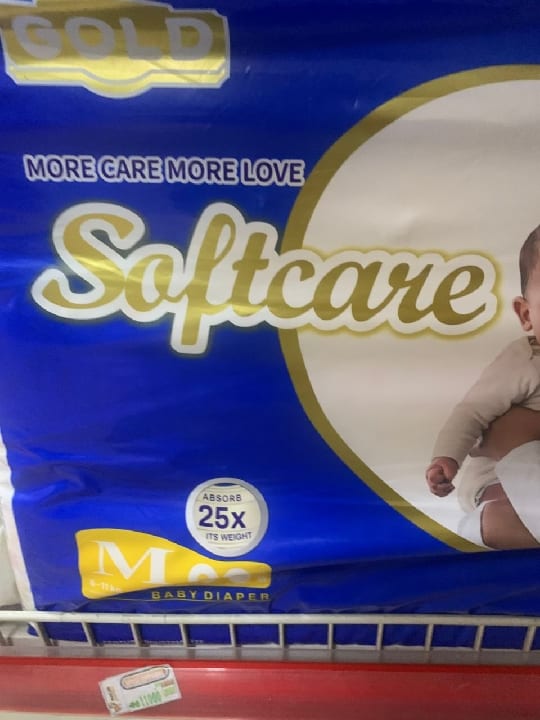 GOLD
MORE CARE MORE LOVE
Softcare
ABSORB
25x
ITS WEIGHT
M
BABY DIAPER